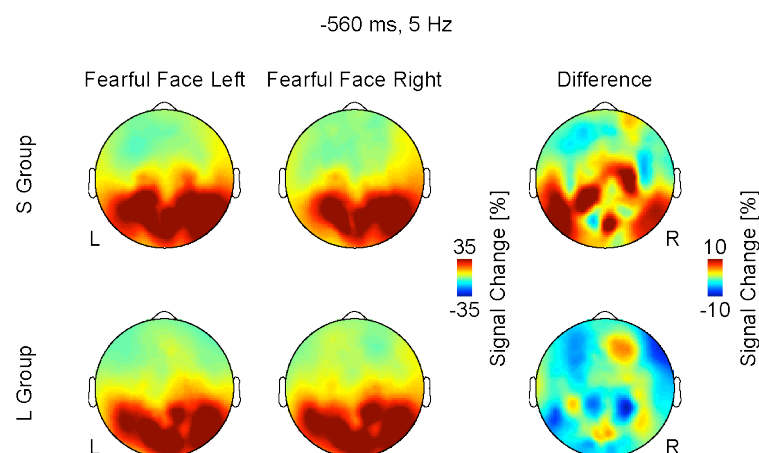 -560 ms, 5 Hz
Fearful Face Left
Fearful Face Right
Difference
S Group
L
R
35
-35
Signal Change [%]
10
-10
Signal Change [%]
L Group
L
R